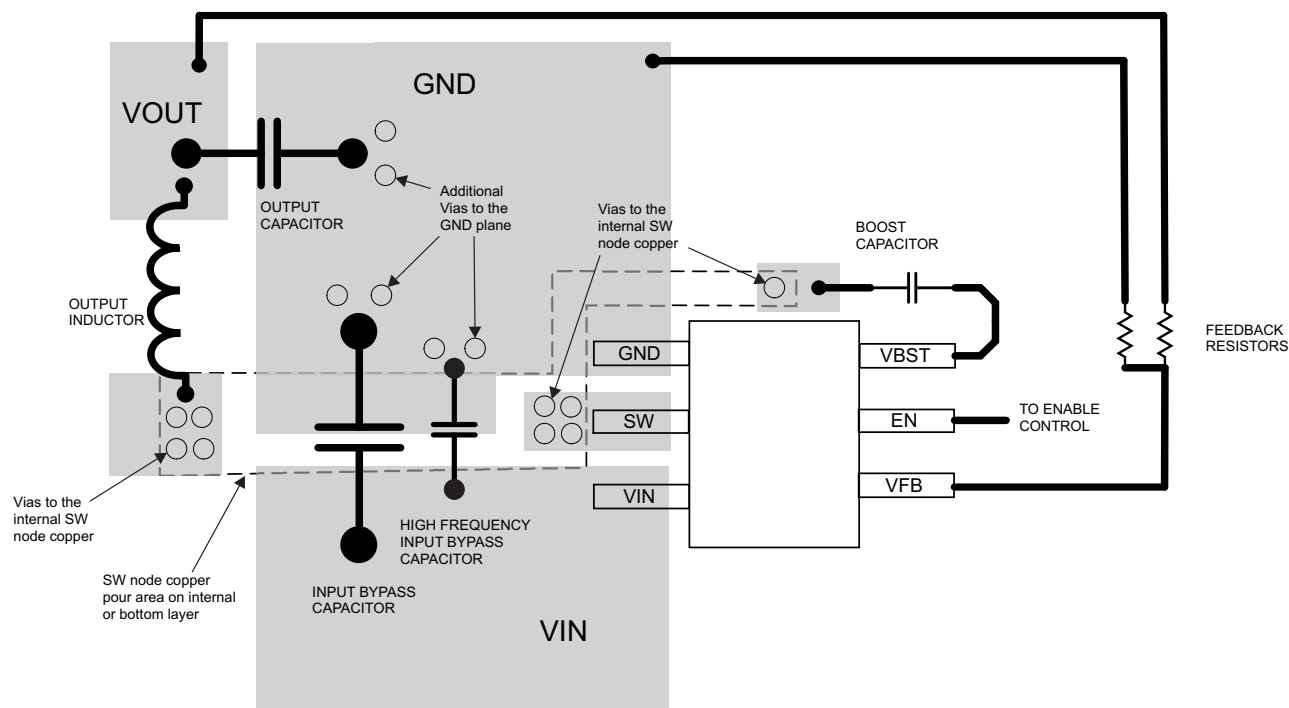 GND
VOUT
OUTPUT
CAPACITOR
Additional
Vias to the
GND plane
Vias to the
internal SW
node copper
BOOST
CAPACITOR
OUTPUT
INDUCTOR
FEEDBACK
RESISTORS
GND
VBST
SW
EN
TO ENABLE
CONTROL
VIN
VFB
Vias to the
internal SW
node copper
HIGH FREQUENCY
INPUT BYPASS
CAPACITOR
SW node copper
pour area on internal
or bottom layer
INPUT BYPASS
CAPACITOR
VIN